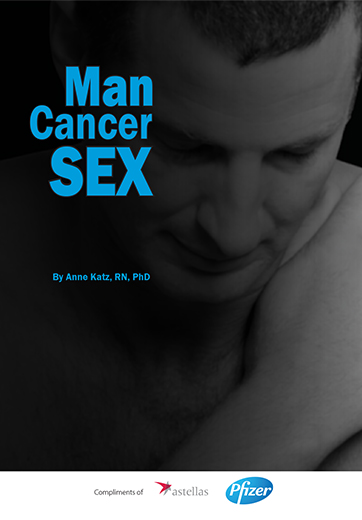 Man
Cancer
SEX
By Anne Katz, RN, PhD
Compliments of astellas Pfizer